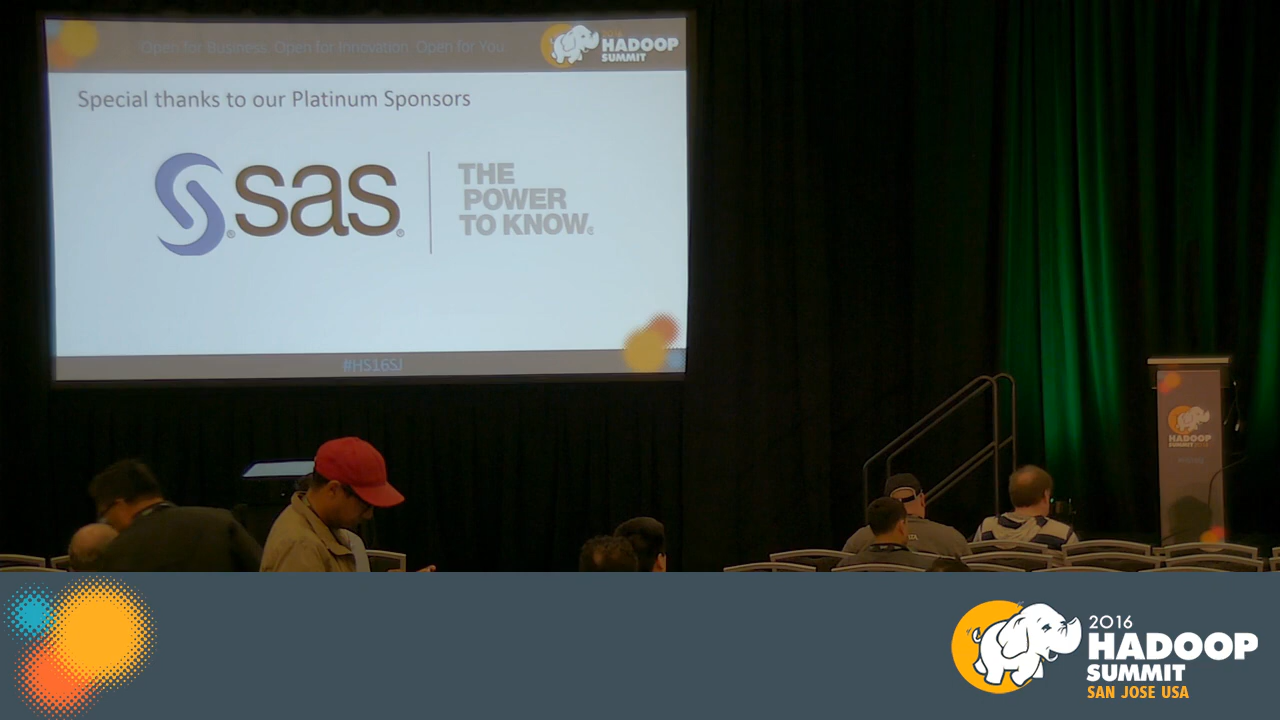 Open for Business. Open for Innovation. Open for You
2016
HADOOP
SUMMIT
Special thanks to our Platinum Sponsors
sas®
THE
POWER
TO KNOW®
#HS16SJ
HADOOP
SUMMIT
2016
HADOOP
SUMMIT
SAN JOSE USA